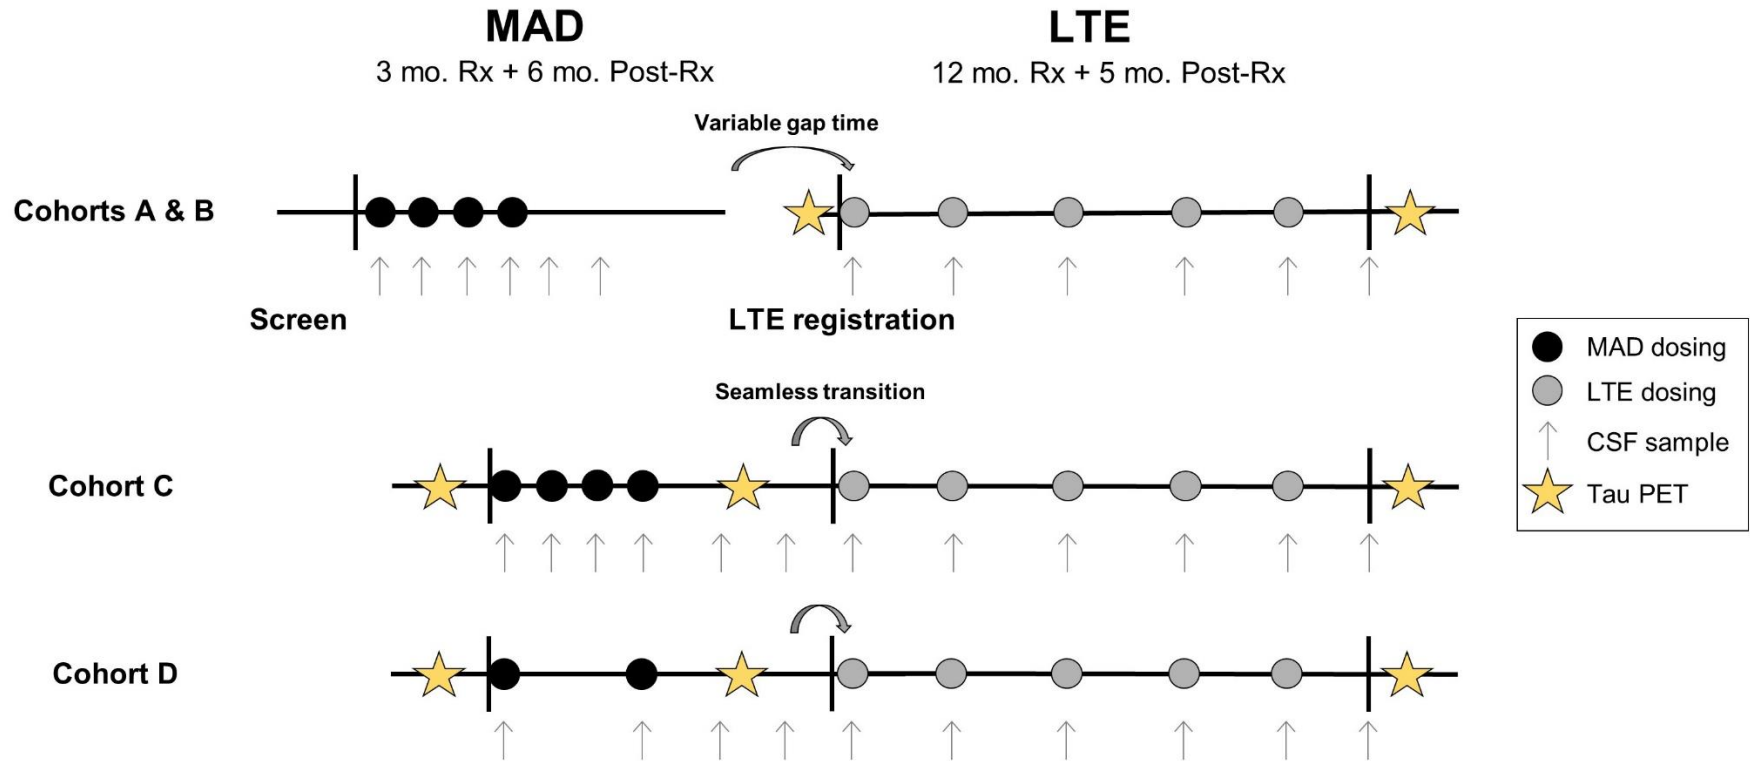 MAD
3 mo. Rx + 6 mo. Post-Rx
LTE
12 mo. Rx + 5 mo. Post-Rx
Variable gap time
Cohorts A & B
Screen
LTE registration
Seamless transition
Cohort C
Cohort D
MAD dosing
LTE dosing
CSF sample
Tau PET